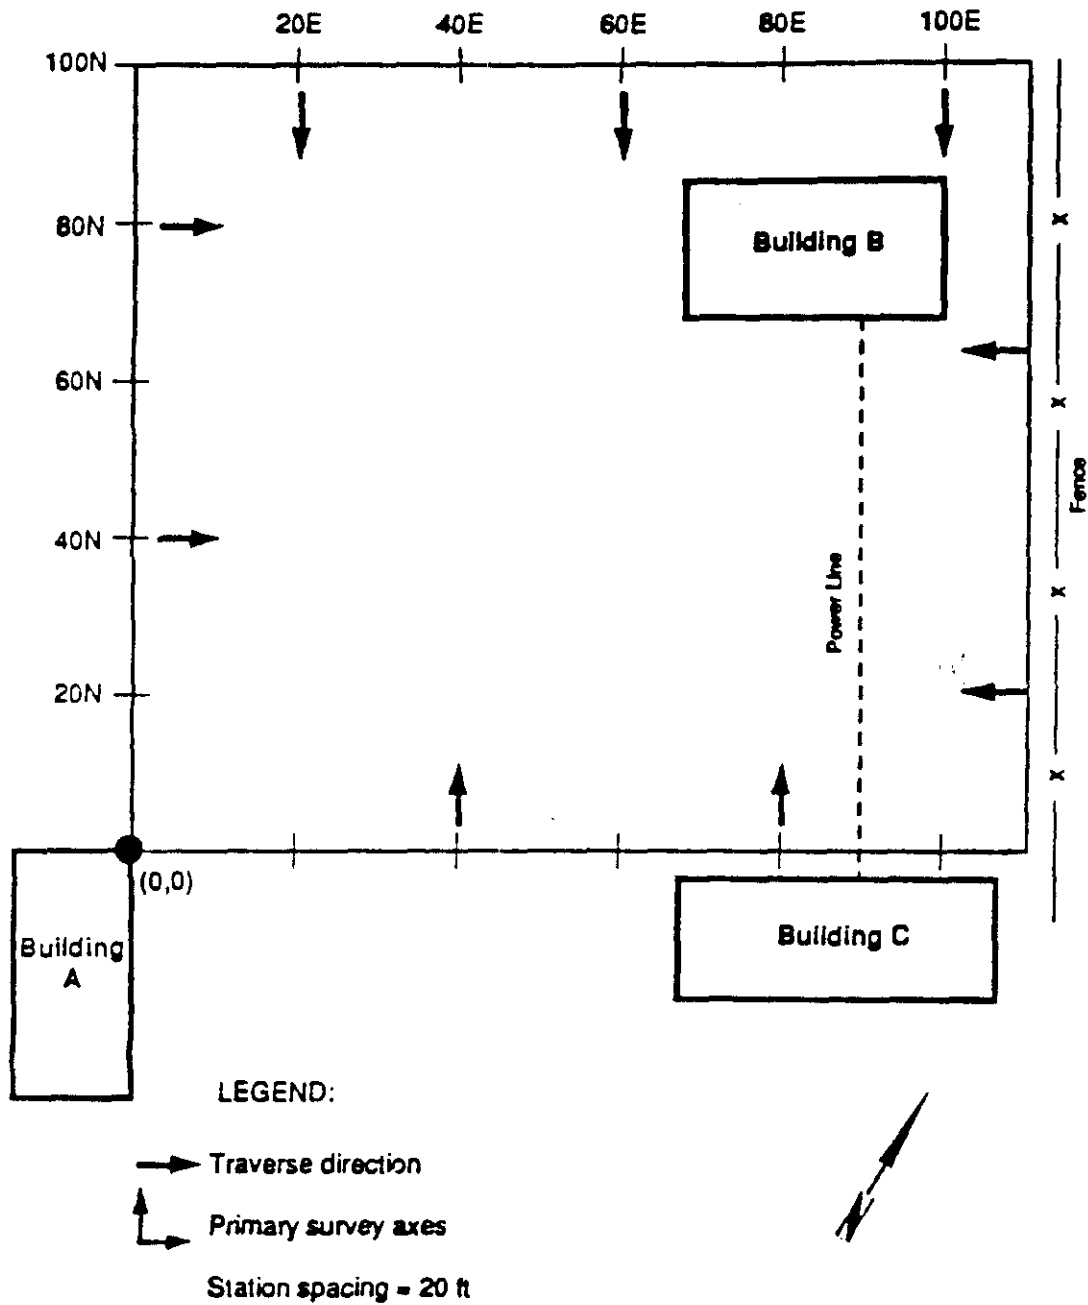 20E 40E 60E 80E 100E
100N
80N
Building B
60N
Fence
40N
Power Line
20N
(0,0)
Building
A
Building C
LEGEND:
Traverse direction
Primary survey axes
Station spacing = 20 ft
X
X
X
X